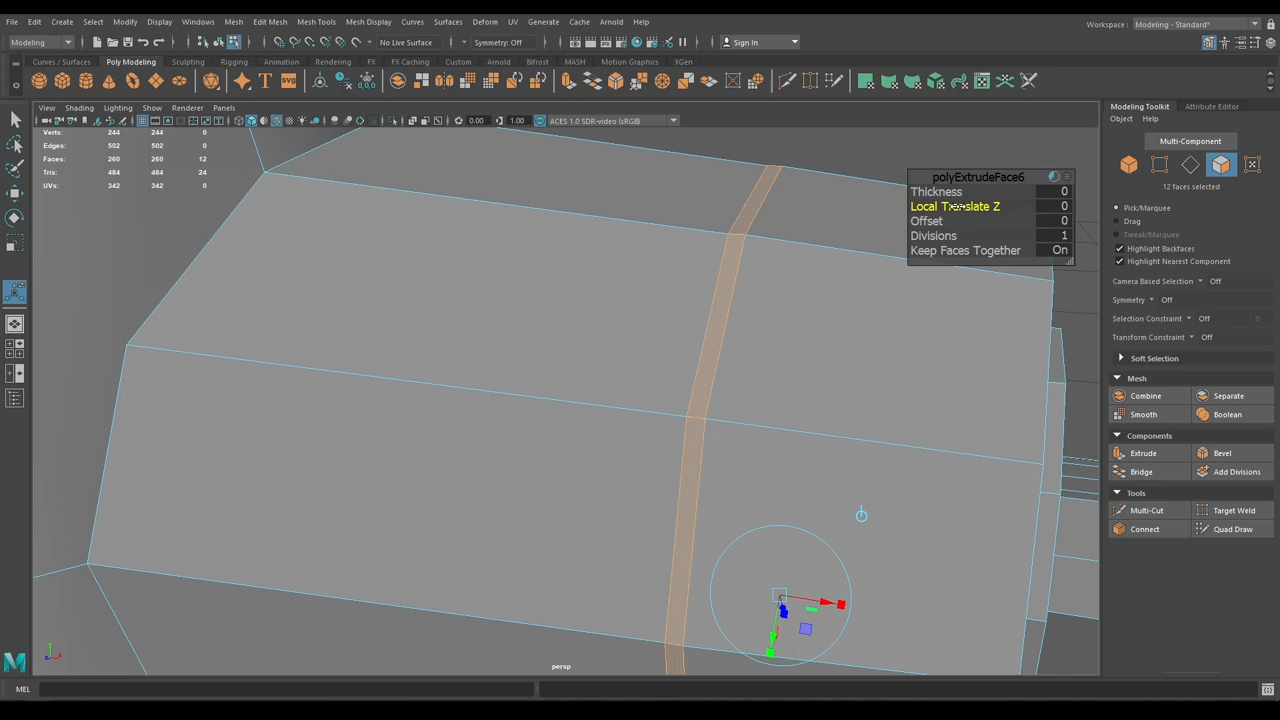 File Edit Create Select Modify Display Windows Mesh Edit Mesh Mesh Tools Mesh Display Curves Surfaces Deform UV Generate Cache Arnold Help
Workspace : Modeling - Standard*
Modeling No Live Surface Symmetry: Off Sign In
Curves / Surfaces Poly Modeling Sculpting Rigging Animation Rendering FX FX Caching Custom Arnold Bifrost MASH Motion Graphics XGen
SVG
0,0,0
View Shading Lighting Show Renderer Panels
0.00 1.00 ACES 1.0 SDR-video (sRGB)
Verts: 244 244 0
Edges: 502 502 0
Faces: 260 260 12
Tris: 484 484 24
UVs: 342 342 0
polyExtrudeFace6
Thickness 0
Local Translate Z 0
Offset 0
Divisions 1
Keep Faces Together On
persp
Modeling Toolkit Attribute Editor
Object Help
Multi-Component
12 faces selected
Pick/Marquee
Drag
Tweak/Marquee
Highlight Backfaces
Highlight Nearest Component
Camera Based Selection Off
Symmetry Off
Selection Constraint Off
Transform Constraint Off
Soft Selection
Mesh
Combine Separate
Smooth Boolean
Components
Extrude Bevel
Bridge Add Divisions
Tools
Multi-Cut Target Weld
Connect Quad Draw
MEL